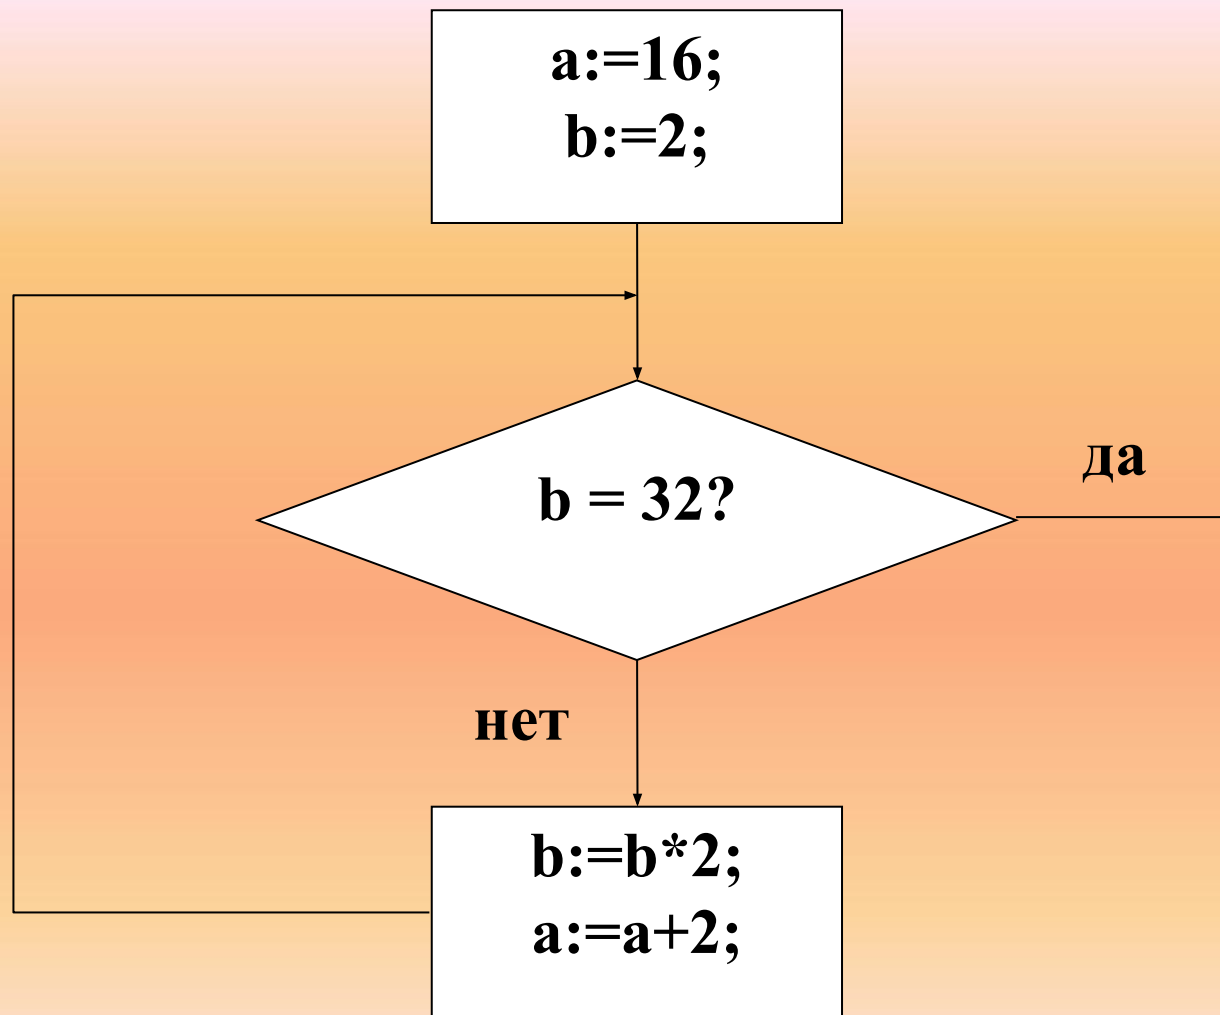 a:=16;
b:=2;
b = 32?
да
нет
b:=b*2;
a:=a+2;